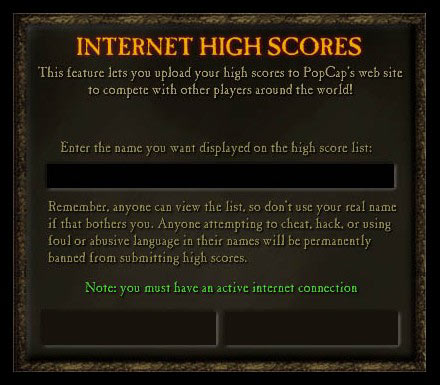 INTERNET HIGH SCORES
This feature lets you upload your high scores to PopCap's web site
to compete with other players around the world!
Enter the name you want displayed on the high score list:
Remember, anyone can view the list, so don't use your real name
if that bothers you. Anyone attempting to cheat, hack, or using
foul or abusive language in their names will be permanently
banned from submitting high scores.
Note: you must have an active internet connection